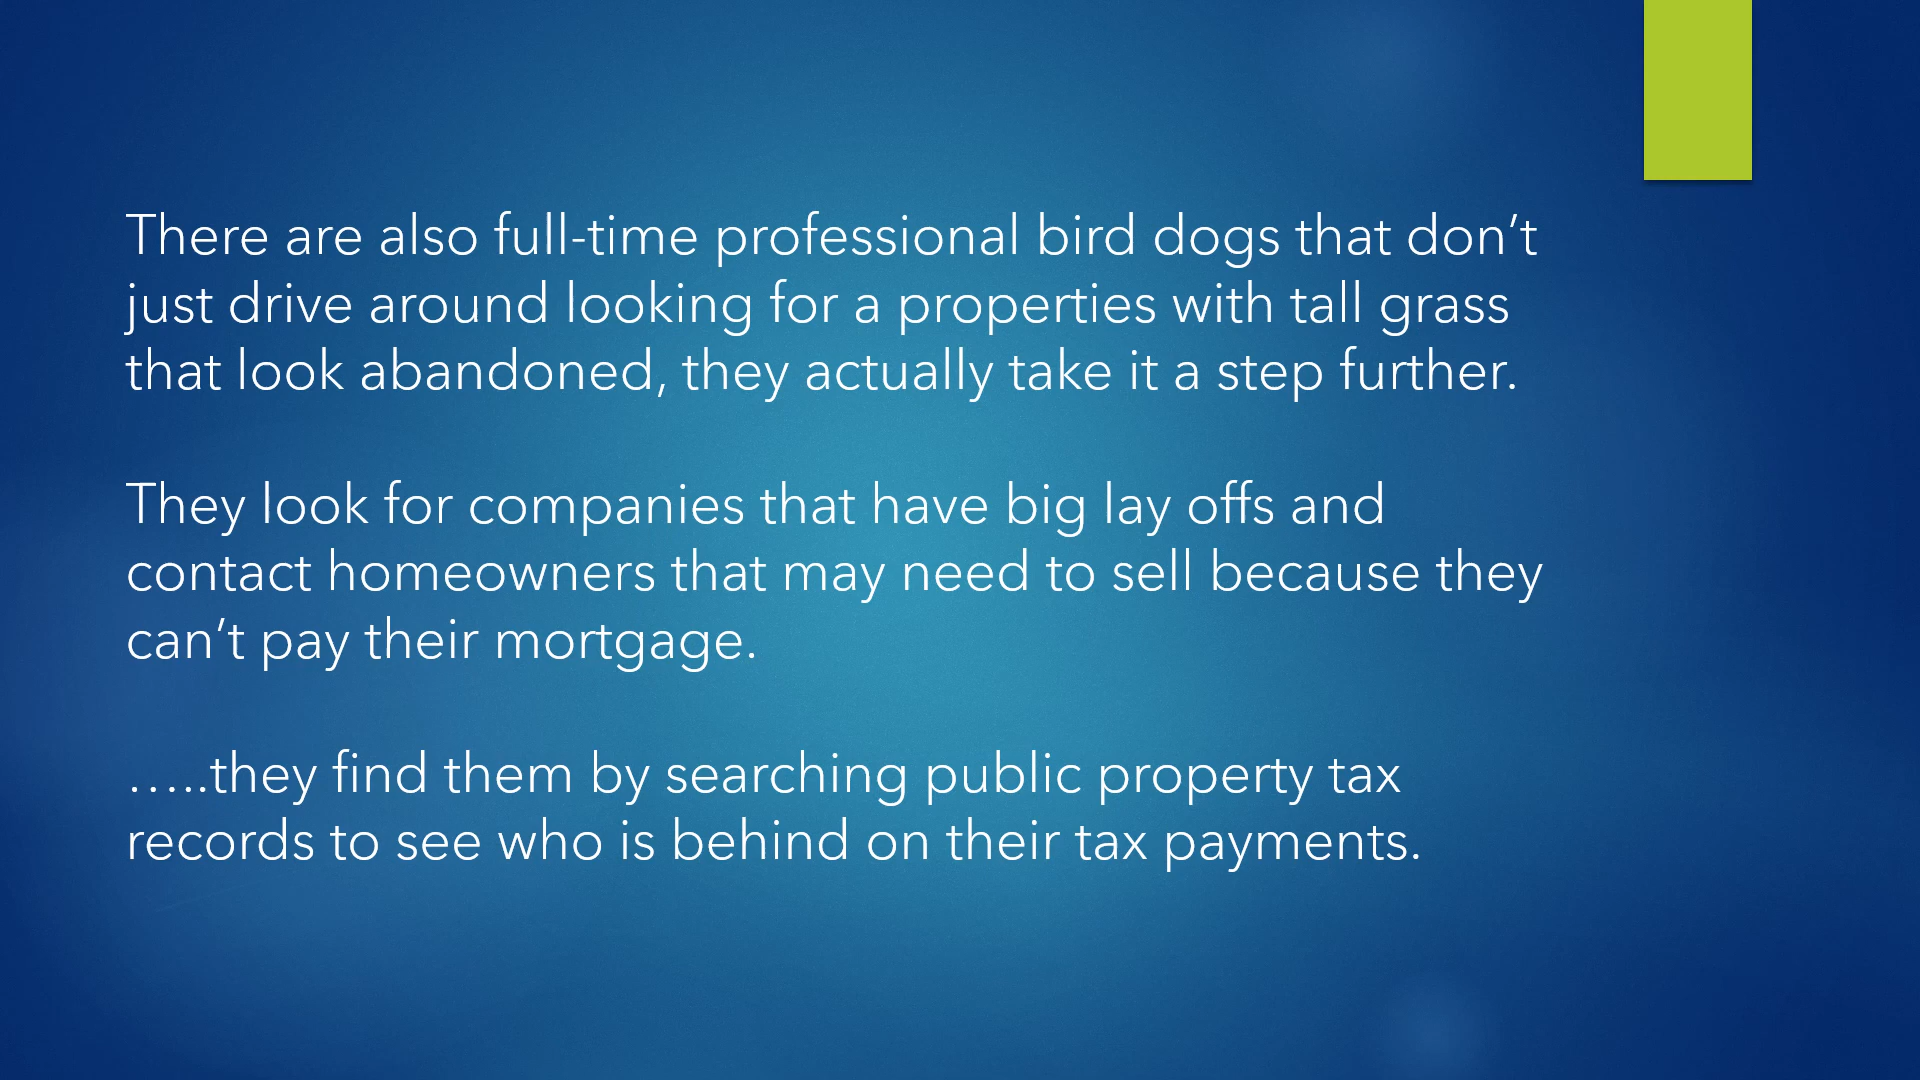 There are also full-time professional bird dogs that don’t
just drive around looking for a properties with tall grass
that look abandoned, they actually take it a step further.
They look for companies that have big lay offs and
contact homeowners that may need to sell because they
can’t pay their mortgage.
…..they find them by searching public property tax
records to see who is behind on their tax payments.